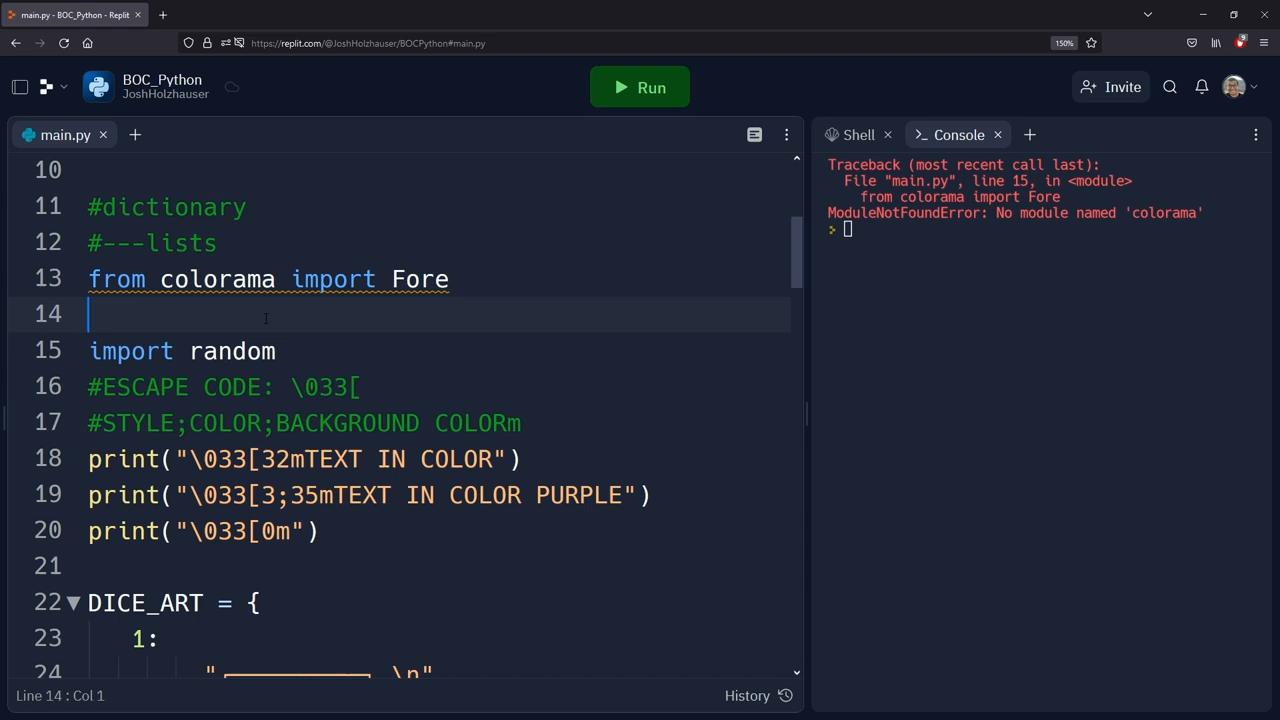 main.py - BOC_Python - Replit
https://replit.com/@JoshHolzhauser/BOCPython#main.py
150%
9
BOC_Python
JoshHolzhauser
Run
Invite
main.py
10
11 #dictionary
12 #---lists
13 from colorama import Fore
14
15 import random
16 #ESCAPE CODE: \033[
17 #STYLE;COLOR;BACKGROUND COLORm
18 print("\033[32mTEXT IN COLOR")
19 print("\033[3;35mTEXT IN COLOR PURPLE")
20 print("\033[0m")
21
22 DICE_ART = {
23 1:
24 "┌─────────┐\n"
Line 14 : Col 1
History
Shell
Console
Traceback (most recent call last):
File "main.py", line 15, in <module>
from colorama import Fore
ModuleNotFoundError: No module named 'colorama'